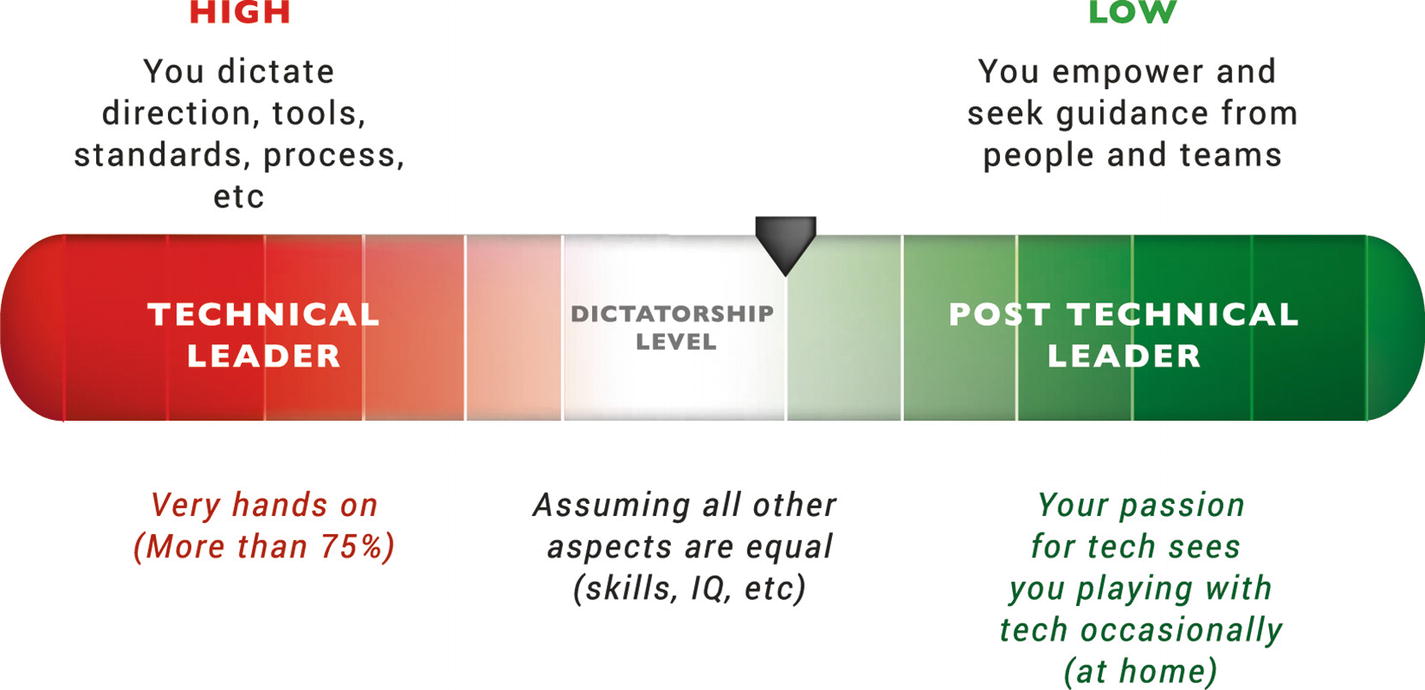 HIGH
You dictate
direction, tools,
standards, process,
etc
LOW
You empower and
seek guidance from
people and teams
TECHNICAL
LEADER
DICTATORSHIP
LEVEL
POST TECHNICAL
LEADER
Very hands on
(More than 75%)
Assuming all other
aspects are equal
(skills, IQ, etc)
Your passion
for tech sees
you playing with
tech occasionally
(at home)